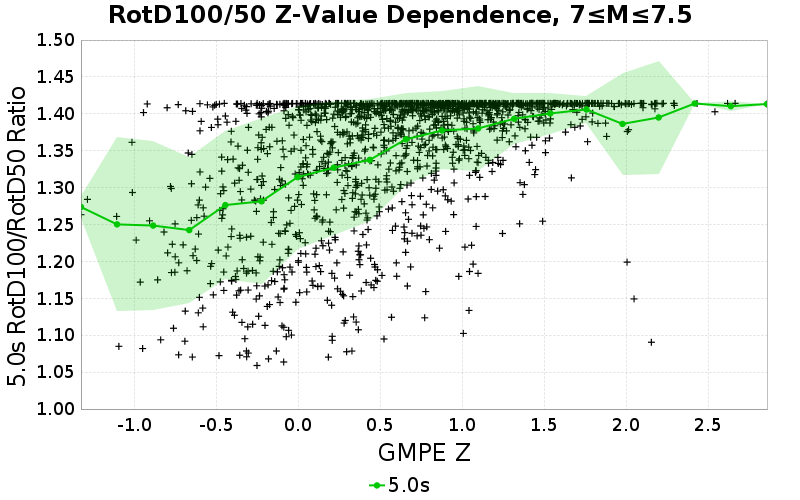 RotD100/50 Z-Value Dependence, 7≤M≤7.5
5.0s RotD100/RotD50 Ratio
1.50
1.45
1.40
1.35
1.30
1.25
1.20
1.15
1.10
1.05
1.00
-1.0 -0.5 0.0 0.5 1.0 1.5 2.0 2.5
GMPE Z
5.0s